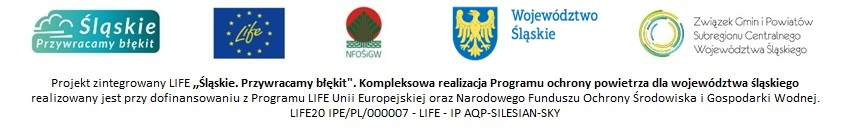 Śląskie.
Przywracamy błękit
Life
NFOŚiGW
Województwo
Śląskie
Związek Gmin i Powiatów
Subregionu Centralnego
Województwa Śląskiego
Projekt zintegrowany LIFE „Śląskie. Przywracamy błękit". Kompleksowa realizacja Programu ochrony powietrza dla województwa śląskiego
realizowany jest przy dofinansowaniu z Programu LIFE Unii Europejskiej oraz Narodowego Funduszu Ochrony Środowiska i Gospodarki Wodnej.
LIFE20 IPE/PL/000007 - LIFE - IP AQP-SILESIAN-SKY